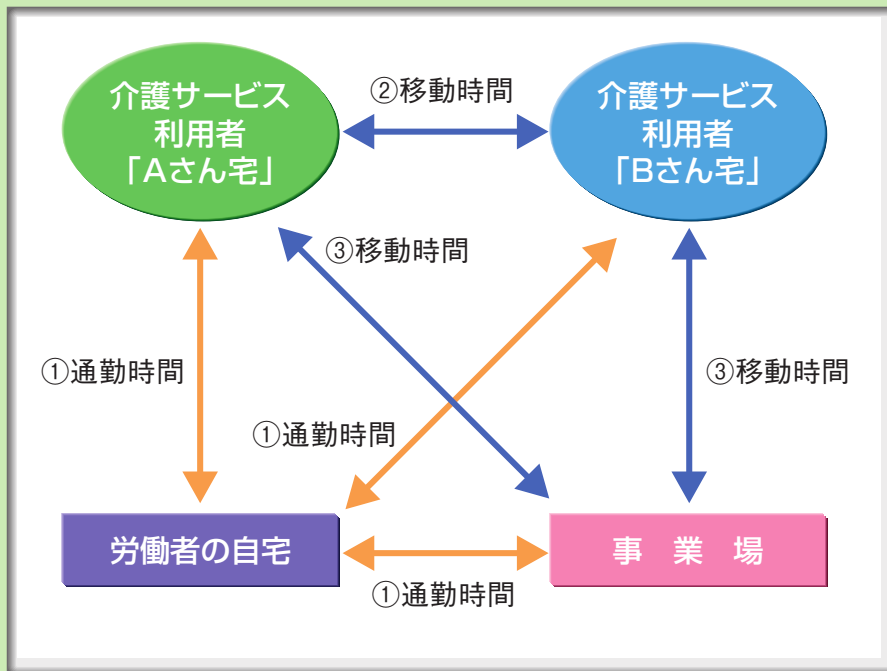 介護サービス
利用者
「Aさん宅」
②移動時間
介護サービス
利用者
「Bさん宅」
③移動時間
①通勤時間
③移動時間
①通勤時間
労働者の自宅
事 業 場
①通勤時間